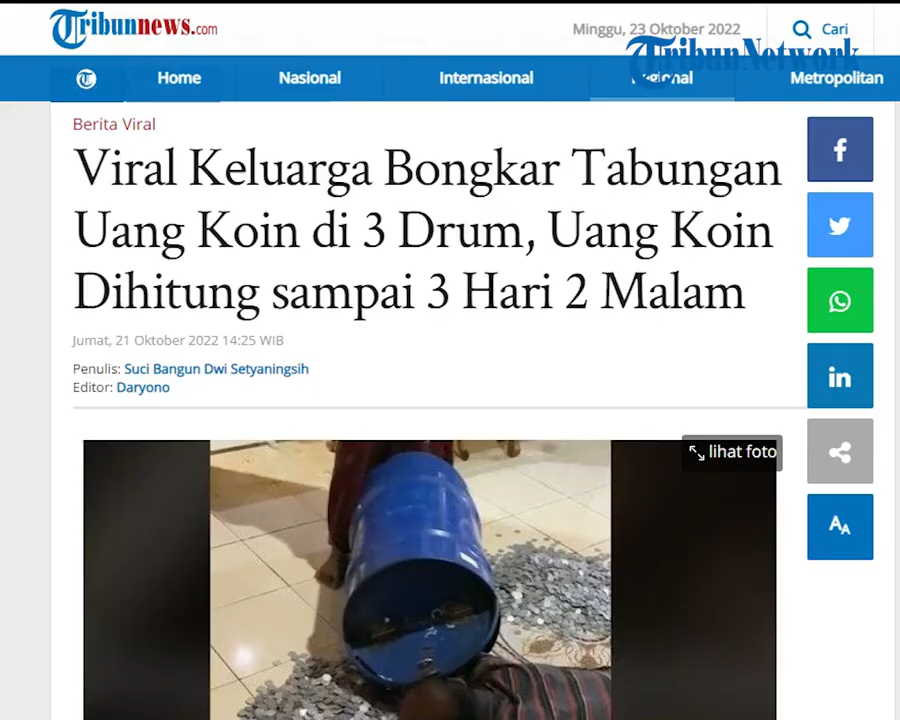 Tribunnews.com
Minggu, 23 Oktober 2022
Cari
TribunNetwork
Home
Nasional
Internasional
Regional
Metropolitan
Berita Viral
Viral Keluarga Bongkar Tabungan
Uang Koin di 3 Drum, Uang Koin
Dihitung sampai 3 Hari 2 Malam
Jumat, 21 Oktober 2022 14:25 WIB
Penulis: Suci Bangun Dwi Setyaningsih
Editor: Daryono
lihat foto